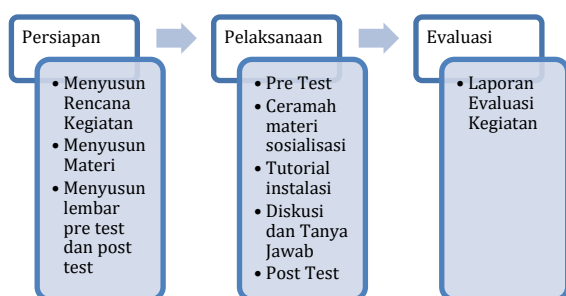 Persiapan
• Menyusun
Rencana
Kegiatan
• Menyusun
Materi
• Menyusun
lembar
pre test
dan post
test
Pelaksanaan
• Pre Test
• Ceramah
materi
sosialisasi
• Tutorial
instalasi
• Diskusi
dan Tanya
Jawab
• Post Test
Evaluasi
• Laporan
Evaluasi
Kegiatan